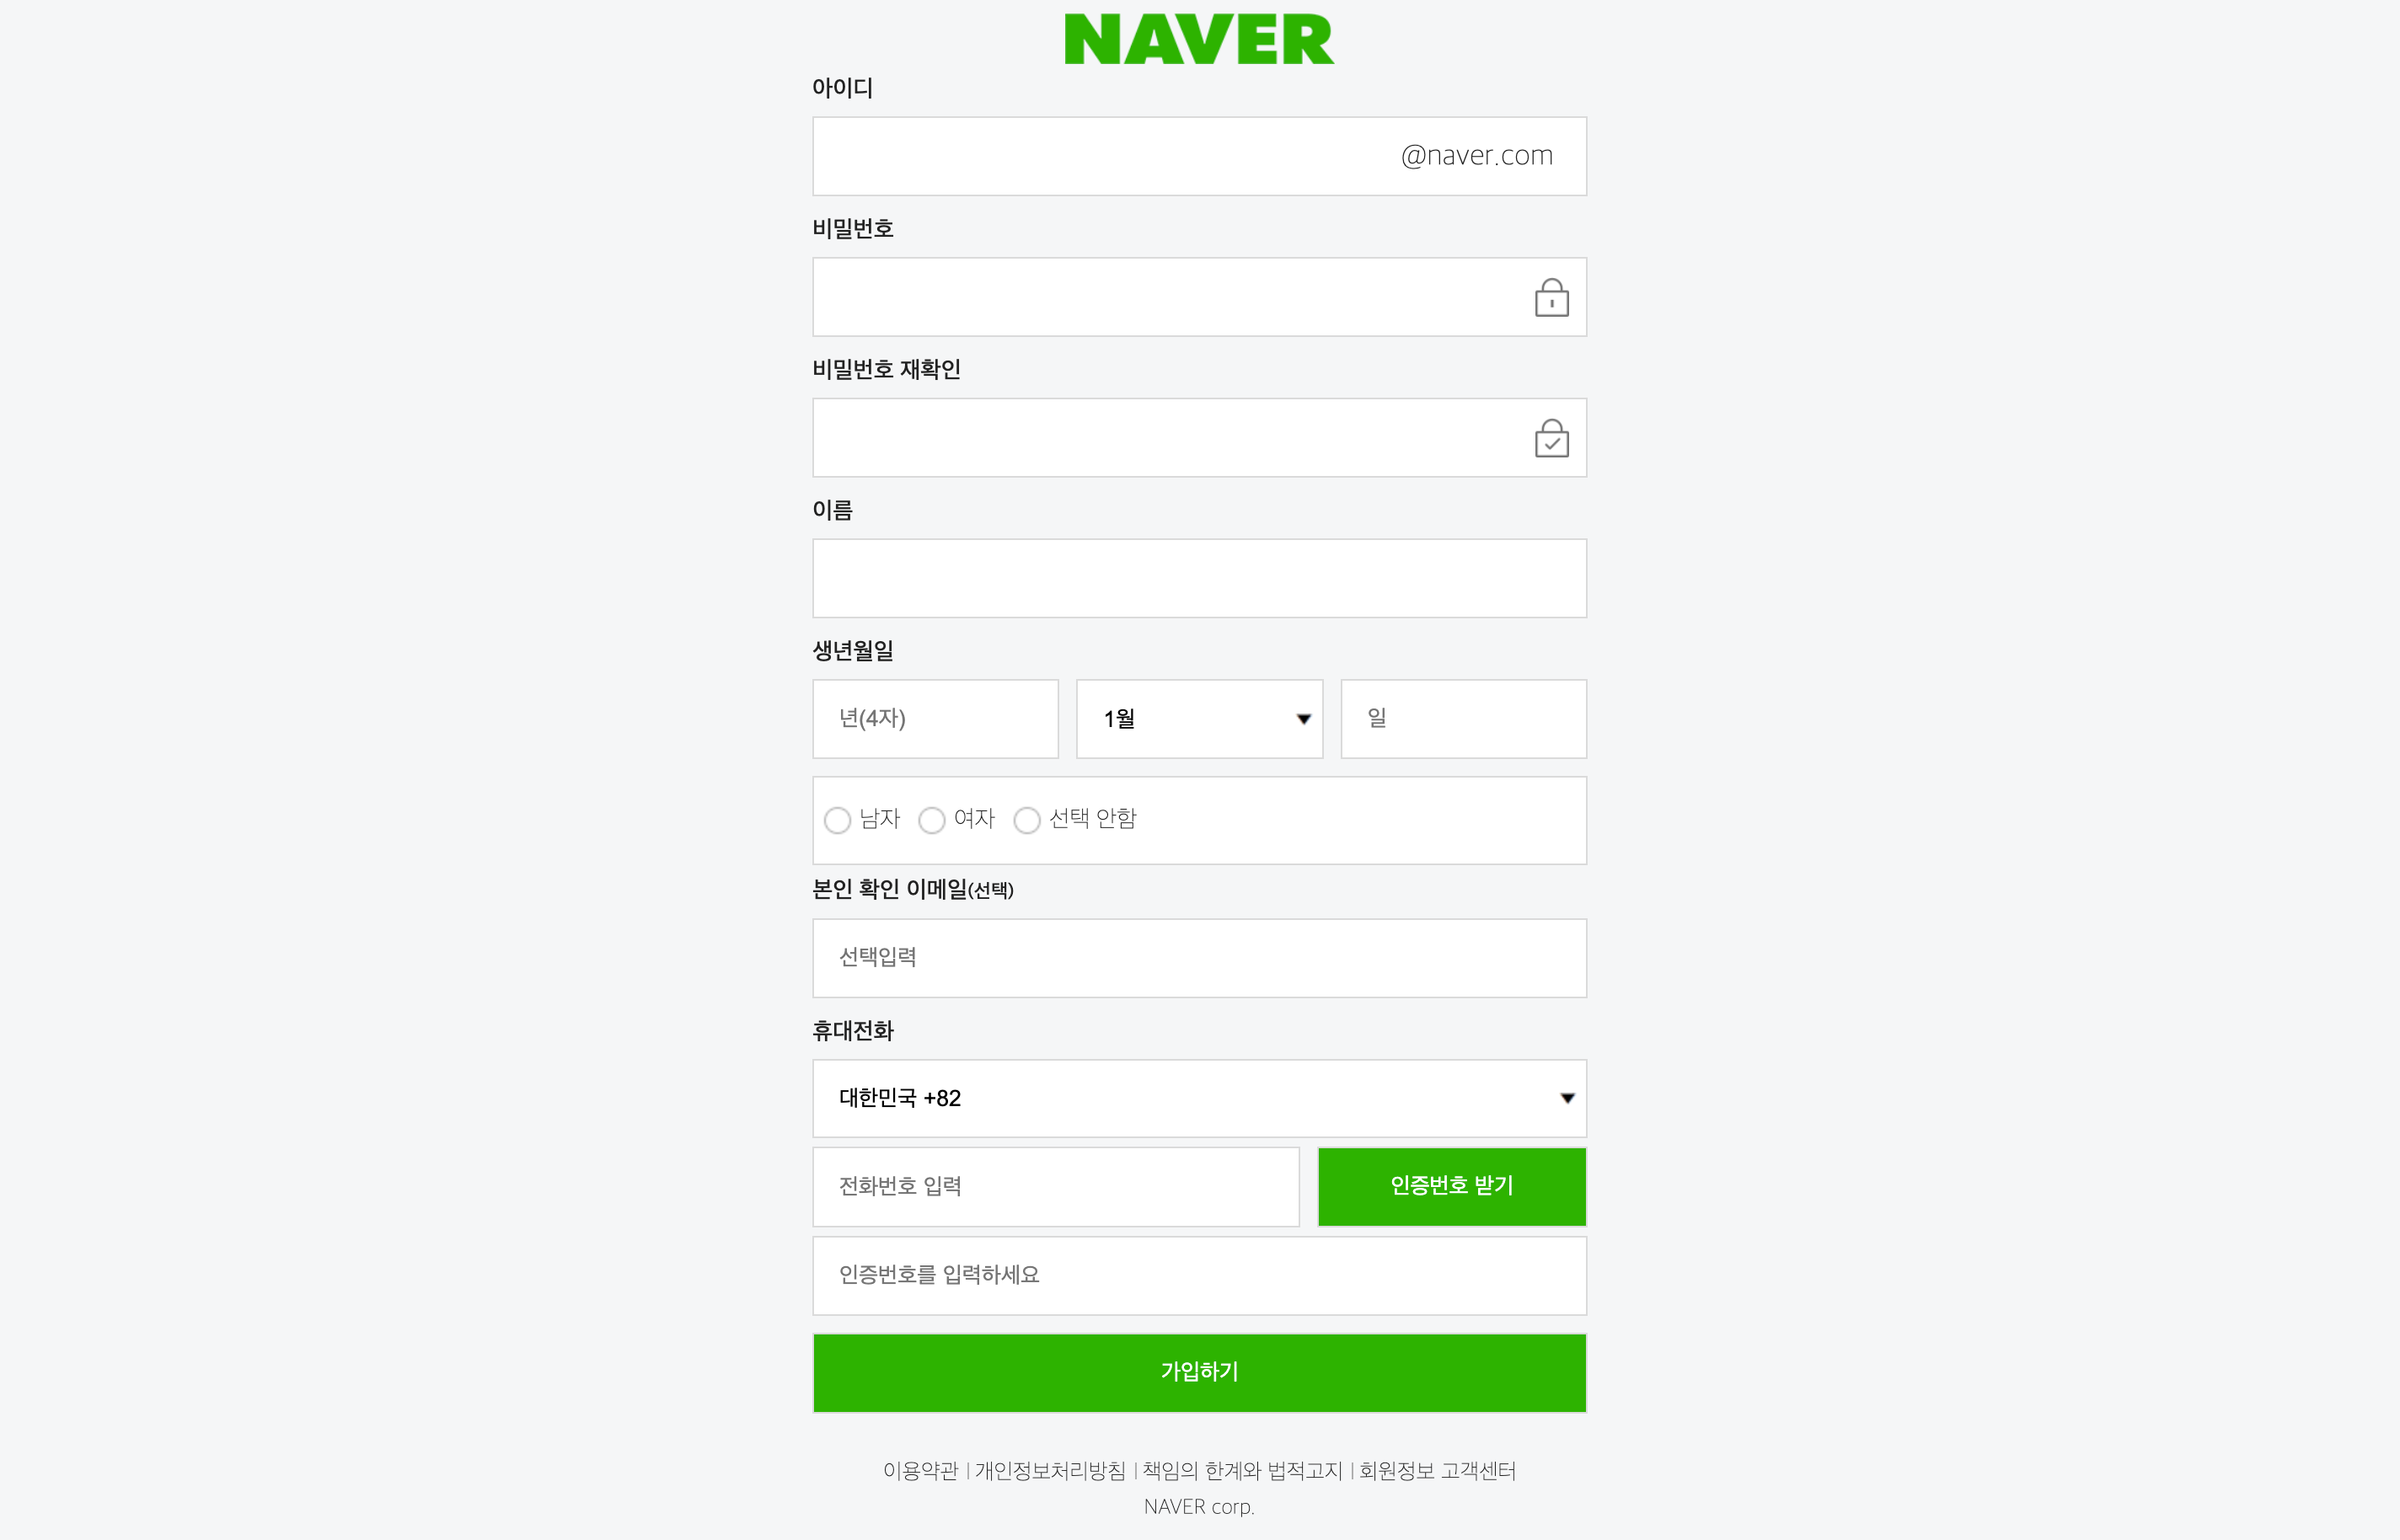 NAVER
아이디
@naver.com
비밀번호
비밀번호 재확인
이름
생년월일
년(4자) 1월 일
남자 여자 선택 안함
본인 확인 이메일(선택)
선택입력
휴대전화
대한민국 +82
전화번호 입력 인증번호 받기
인증번호를 입력하세요
가입하기
이용약관 | 개인정보처리방침 | 책임의 한계와 법적고지 | 회원정보 고객센터
NAVER corp.